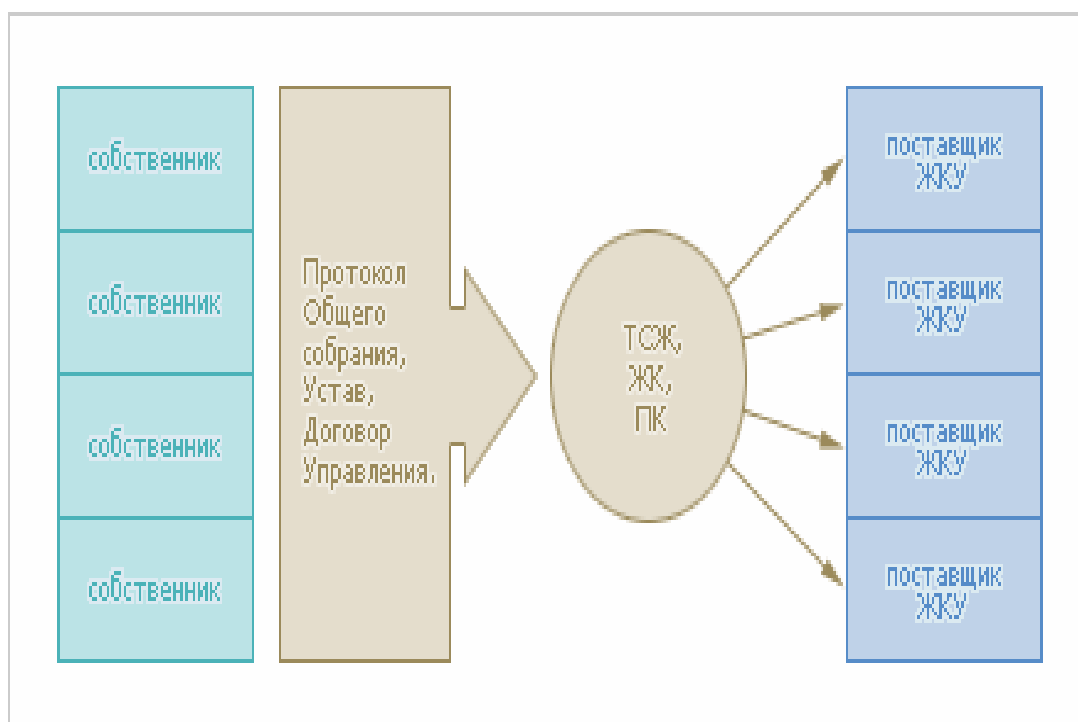 собственник
собственник
собственник
собственник
Протокол
Общего
собрания,
Устав,
Договор
Управления.
ТСЖ,
ЖК,
ПК
поставщик
ЖКУ
поставщик
ЖКУ
поставщик
ЖКУ
поставщик
ЖКУ